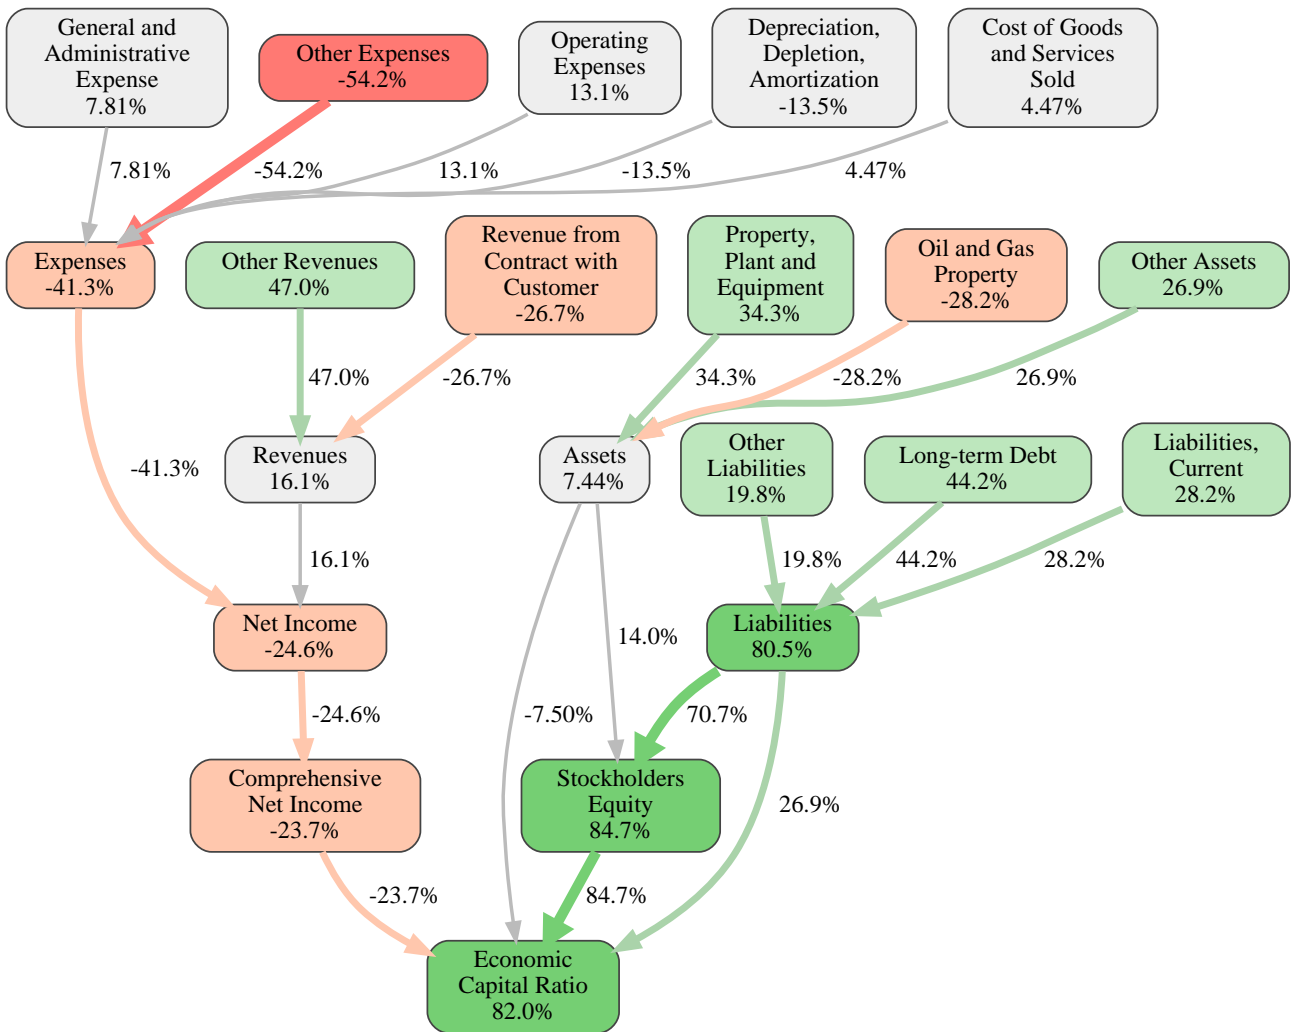 General and
Administrative
Expense
7.81%
Other Expenses
-54.2%
Operating
Expenses
13.1%
Depreciation,
Depletion,
Amortization
-13.5%
Cost of Goods
and Services
Sold
4.47%
7.81%
-54.2%
13.1%
-13.5%
4.47%
Expenses
-41.3%
Other Revenues
47.0%
Revenue from
Contract with
Customer
-26.7%
Property,
Plant and
Equipment
34.3%
Oil and Gas
Property
-28.2%
Other Assets
26.9%
47.0%
-26.7%
34.3%
-28.2%
26.9%
-41.3%
Revenues
16.1%
Assets
7.44%
Other
Liabilities
19.8%
Long-term Debt
44.2%
Liabilities,
Current
28.2%
16.1%
19.8%
44.2%
28.2%
Net Income
-24.6%
14.0%
Liabilities
80.5%
-24.6%
-7.50%
70.7%
Comprehensive
Net Income
-23.7%
Stockholders
Equity
84.7%
26.9%
-23.7%
84.7%
Economic
Capital Ratio
82.0%